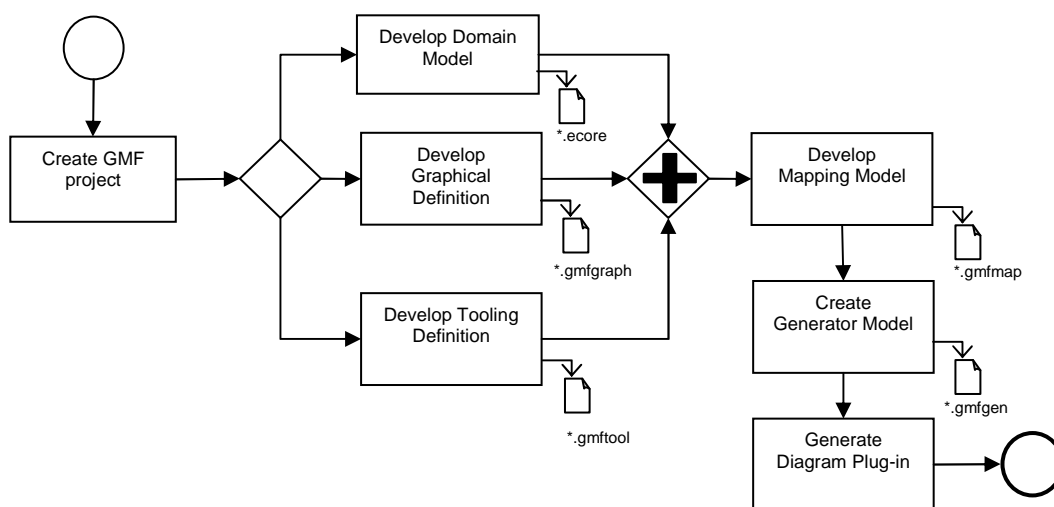 Create GMF
project
Develop Domain
Model
*.ecore
Develop
Graphical
Definition
*.gmfgraph
Develop Tooling
Definition
*.gmftool
Develop
Mapping Model
*.gmfmap
Create
Generator Model
*.gmfgen
Generate
Diagram Plug-in